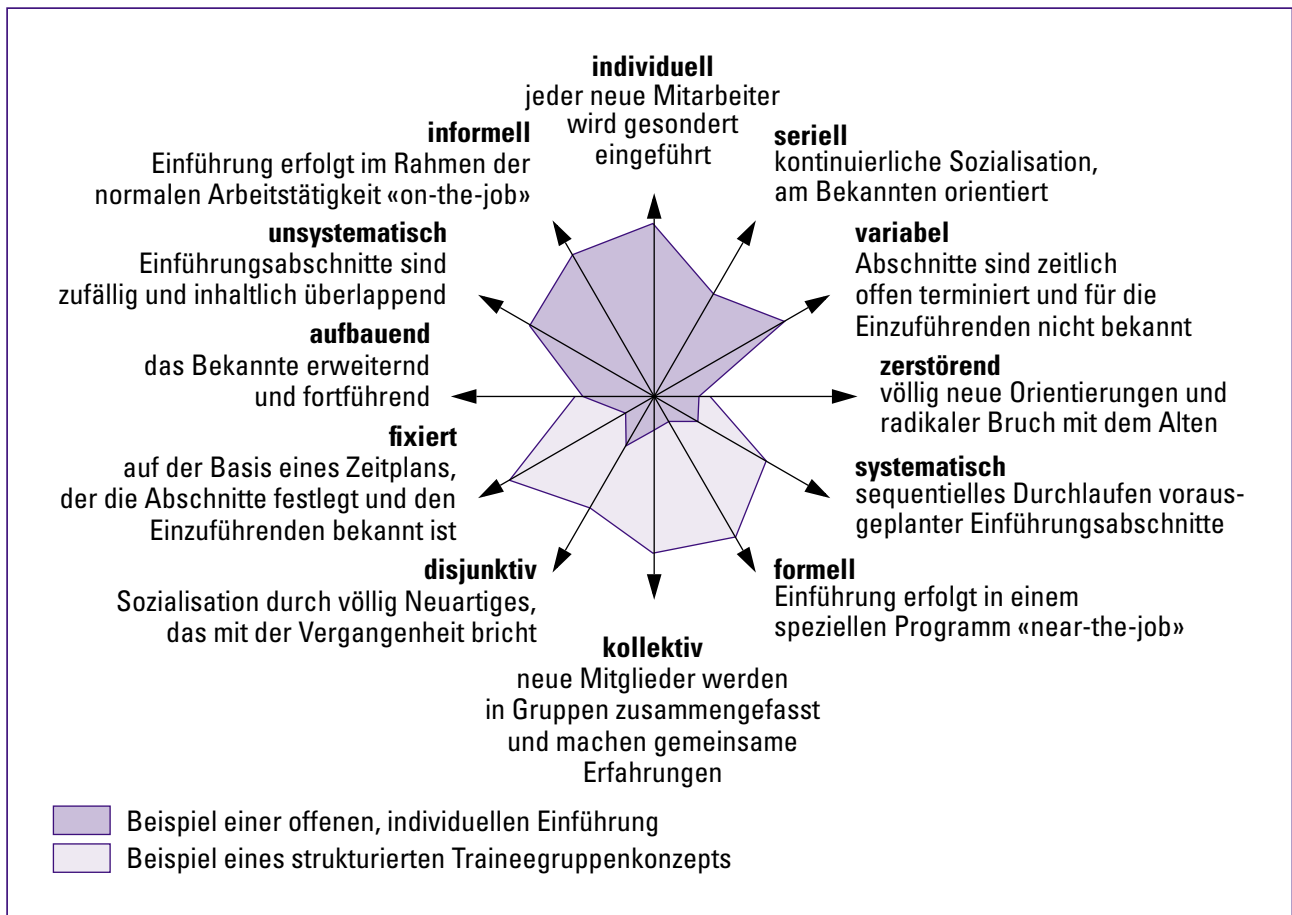 individuell
jeder neue Mitarbeiter
wird gesondert
eingeführt
seriell
kontinuierliche Sozialisation,
am Bekannten orientiert
variabel
Abschnitte sind zeitlich
offen terminiert und für die
Einzuführenden nicht bekannt
zerstörend
völlig neue Orientierungen und
radikaler Bruch mit dem Alten
systematisch
sequentielles Durchlaufen voraus-
geplanter Einführungsabschnitte
formell
Einführung erfolgt in einem
speziellen Programm «near-the-job»
kollektiv
neue Mitglieder werden
in Gruppen zusammengefasst
und machen gemeinsame
Erfahrungen
disjunktiv
Sozialisation durch völlig Neuartiges,
das mit der Vergangenheit bricht
fixiert
auf der Basis eines Zeitplans,
der die Abschnitte festlegt und den
Einzuführenden bekannt ist
aufbauend
das Bekannte erweiternd
und fortführend
unsystematisch
Einführungsabschnitte sind
zufällig und inhaltlich überlappend
informell
Einführung erfolgt im Rahmen der
normalen Arbeitstätigkeit «on-the-job»
Beispiel einer offenen, individuellen Einführung
Beispiel eines strukturierten Traineegruppenkonzepts